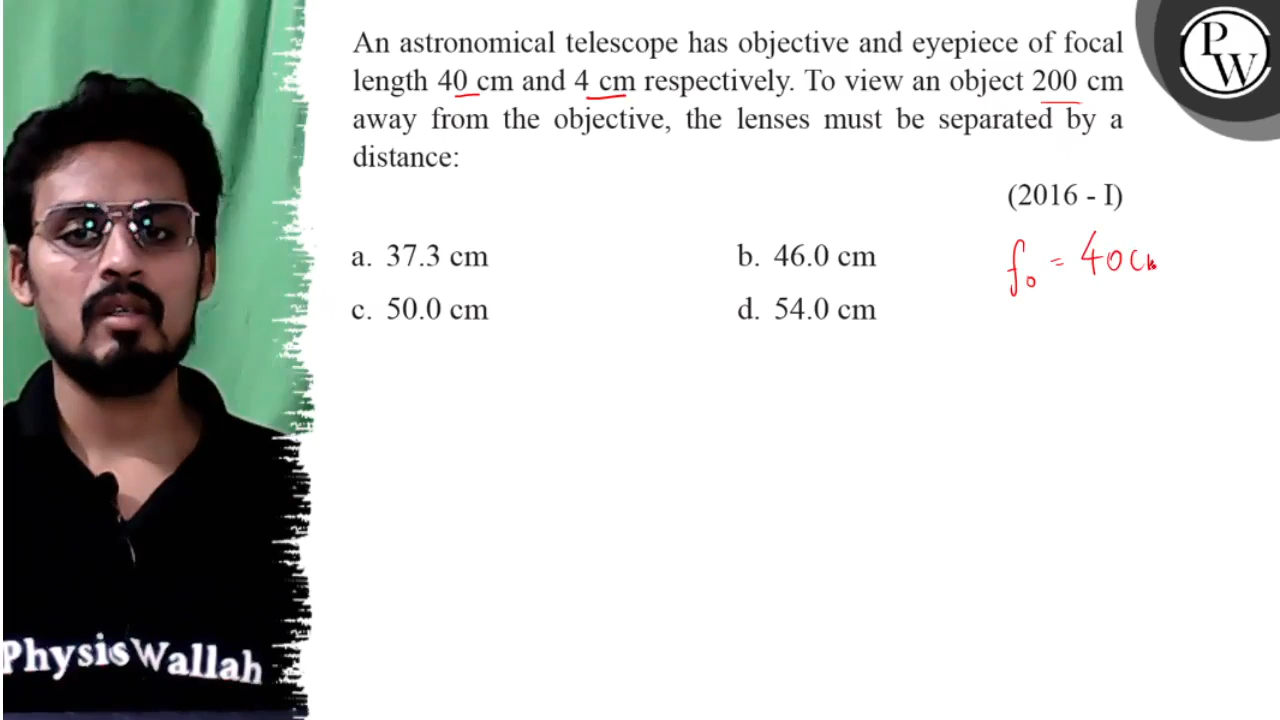 An astronomical telescope has objective and eyepiece of focal
length 40 cm and 4 cm respectively. To view an object 200 cm
away from the objective, the lenses must be separated by a
distance:
(2016 - I)
a. 37.3 cm
b. 46.0 cm
c. 50.0 cm
d. 54.0 cm
f₀ = 40 cm
PW
PhysisWallah